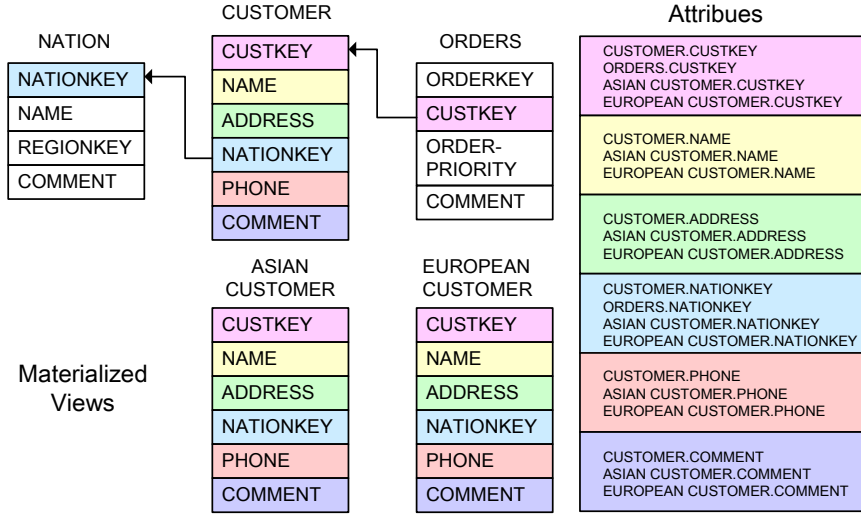 NATION
NATIONKEY
NAME
REGIONKEY
COMMENT
CUSTOMER
CUSTKEY
NAME
ADDRESS
NATIONKEY
PHONE
COMMENT
ORDERS
ORDERKEY
CUSTKEY
ORDER-
PRIORITY
COMMENT
Materialized
Views
ASIAN
CUSTOMER
CUSTKEY
NAME
ADDRESS
NATIONKEY
PHONE
COMMENT
EUROPEAN
CUSTOMER
CUSTKEY
NAME
ADDRESS
NATIONKEY
PHONE
COMMENT
Attribues
CUSTOMER.CUSTKEY
ORDERS.CUSTKEY
ASIAN CUSTOMER.CUSTKEY
EUROPEAN CUSTOMER.CUSTKEY
CUSTOMER.NAME
ASIAN CUSTOMER.NAME
EUROPEAN CUSTOMER.NAME
CUSTOMER.ADDRESS
ASIAN CUSTOMER.ADDRESS
EUROPEAN CUSTOMER.ADDRESS
CUSTOMER.NATIONKEY
ORDERS.NATIONKEY
ASIAN CUSTOMER.NATIONKEY
EUROPEAN CUSTOMER.NATIONKEY
CUSTOMER.PHONE
ASIAN CUSTOMER.PHONE
EUROPEAN CUSTOMER.PHONE
CUSTOMER.COMMENT
ASIAN CUSTOMER.COMMENT
EUROPEAN CUSTOMER.COMMENT